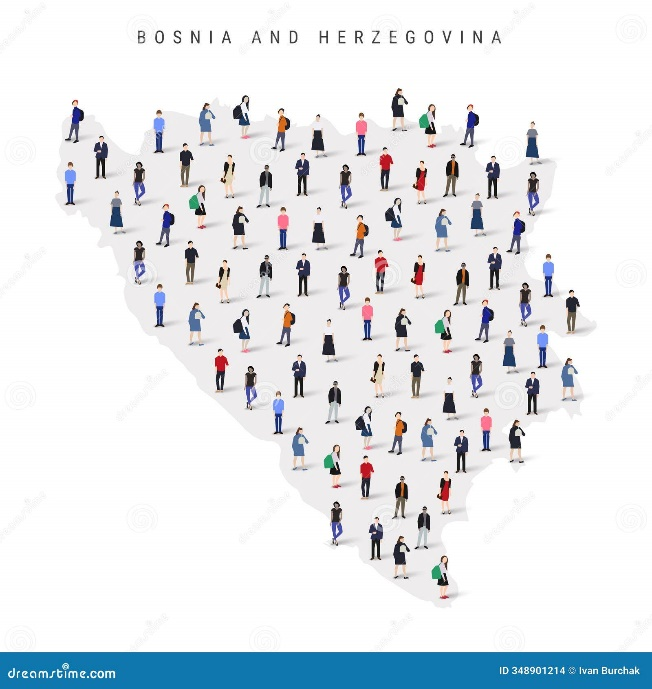 BOSNIA AND HERZEGOVINA
dreamstime.com
ID 348901214 © Ivan Burchak